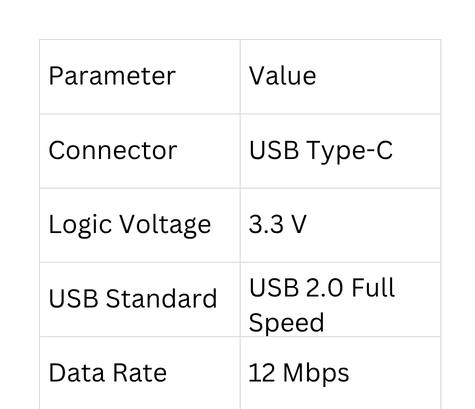 Parameter
Value
Connector
USB Type-C
Logic Voltage
3.3 V
USB Standard
USB 2.0 Full
Speed
Data Rate
12 Mbps